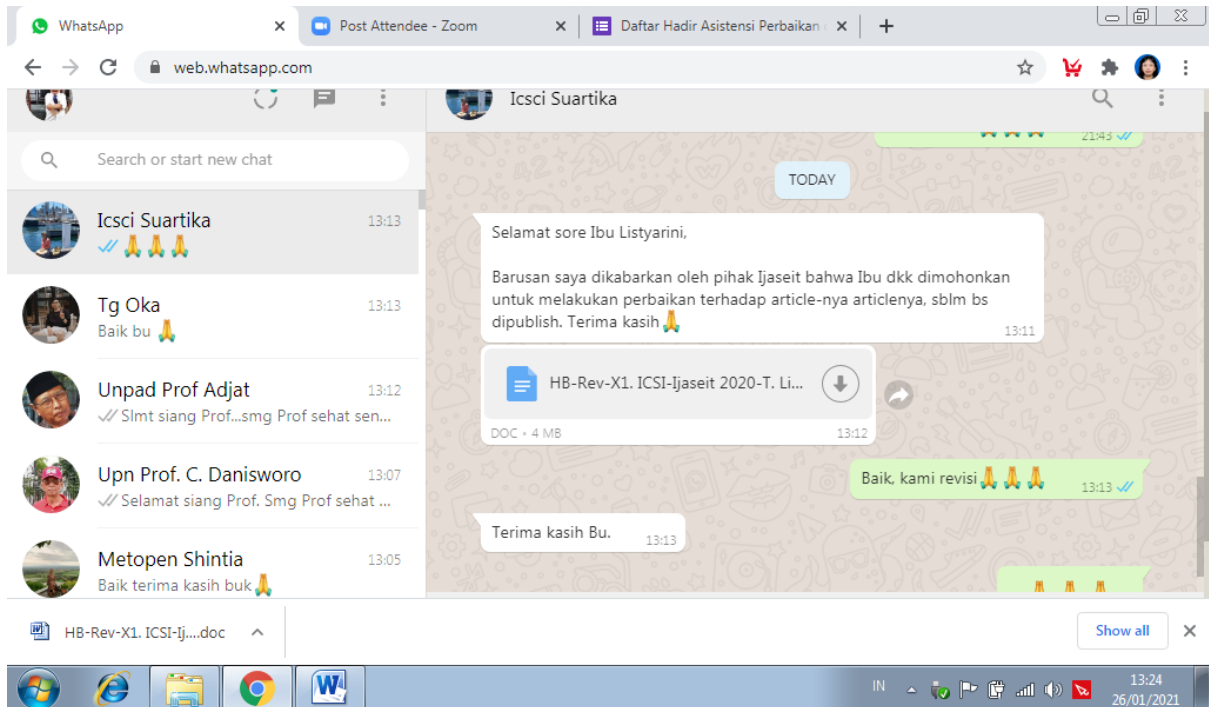 WhatsApp
Post Attendee - Zoom
Daftar Hadir Asistensi Perbaikan
web.whatsapp.com
Icsci Suartika
Search or start new chat
21:43
TODAY
Icsci Suartika 13:13
Selamat sore Ibu Listyarini,
Barusan saya dikabarkan oleh pihak Ijaseit bahwa Ibu dkk dimohonkan
untuk melakukan perbaikan terhadap article-nya articlenya, sblm bs
dipublish. Terima kasih🙏
13:11
🙏🙏🙏
Tg Oka 13:13
Baik bu 🙏
HB-Rev-X1. ICSI-Ijaseit 2020-T. Li...
DOC • 4 MB 13:12
Unpad Prof Adjat 13:12
Slmt siang Prof...smg Prof sehat sen...
Upn Prof. C. Danisworo 13:07
Selamat siang Prof. Smg Prof sehat ...
Baik, kami revisi🙏🙏🙏 13:13
Terima kasih Bu. 13:13
Metopen Shintia 13:05
Baik terima kasih buk🙏
🙏 🙏 🙏
HB-Rev-X1. ICSI-Ij....doc
Show all
IN
13:24
26/01/2021